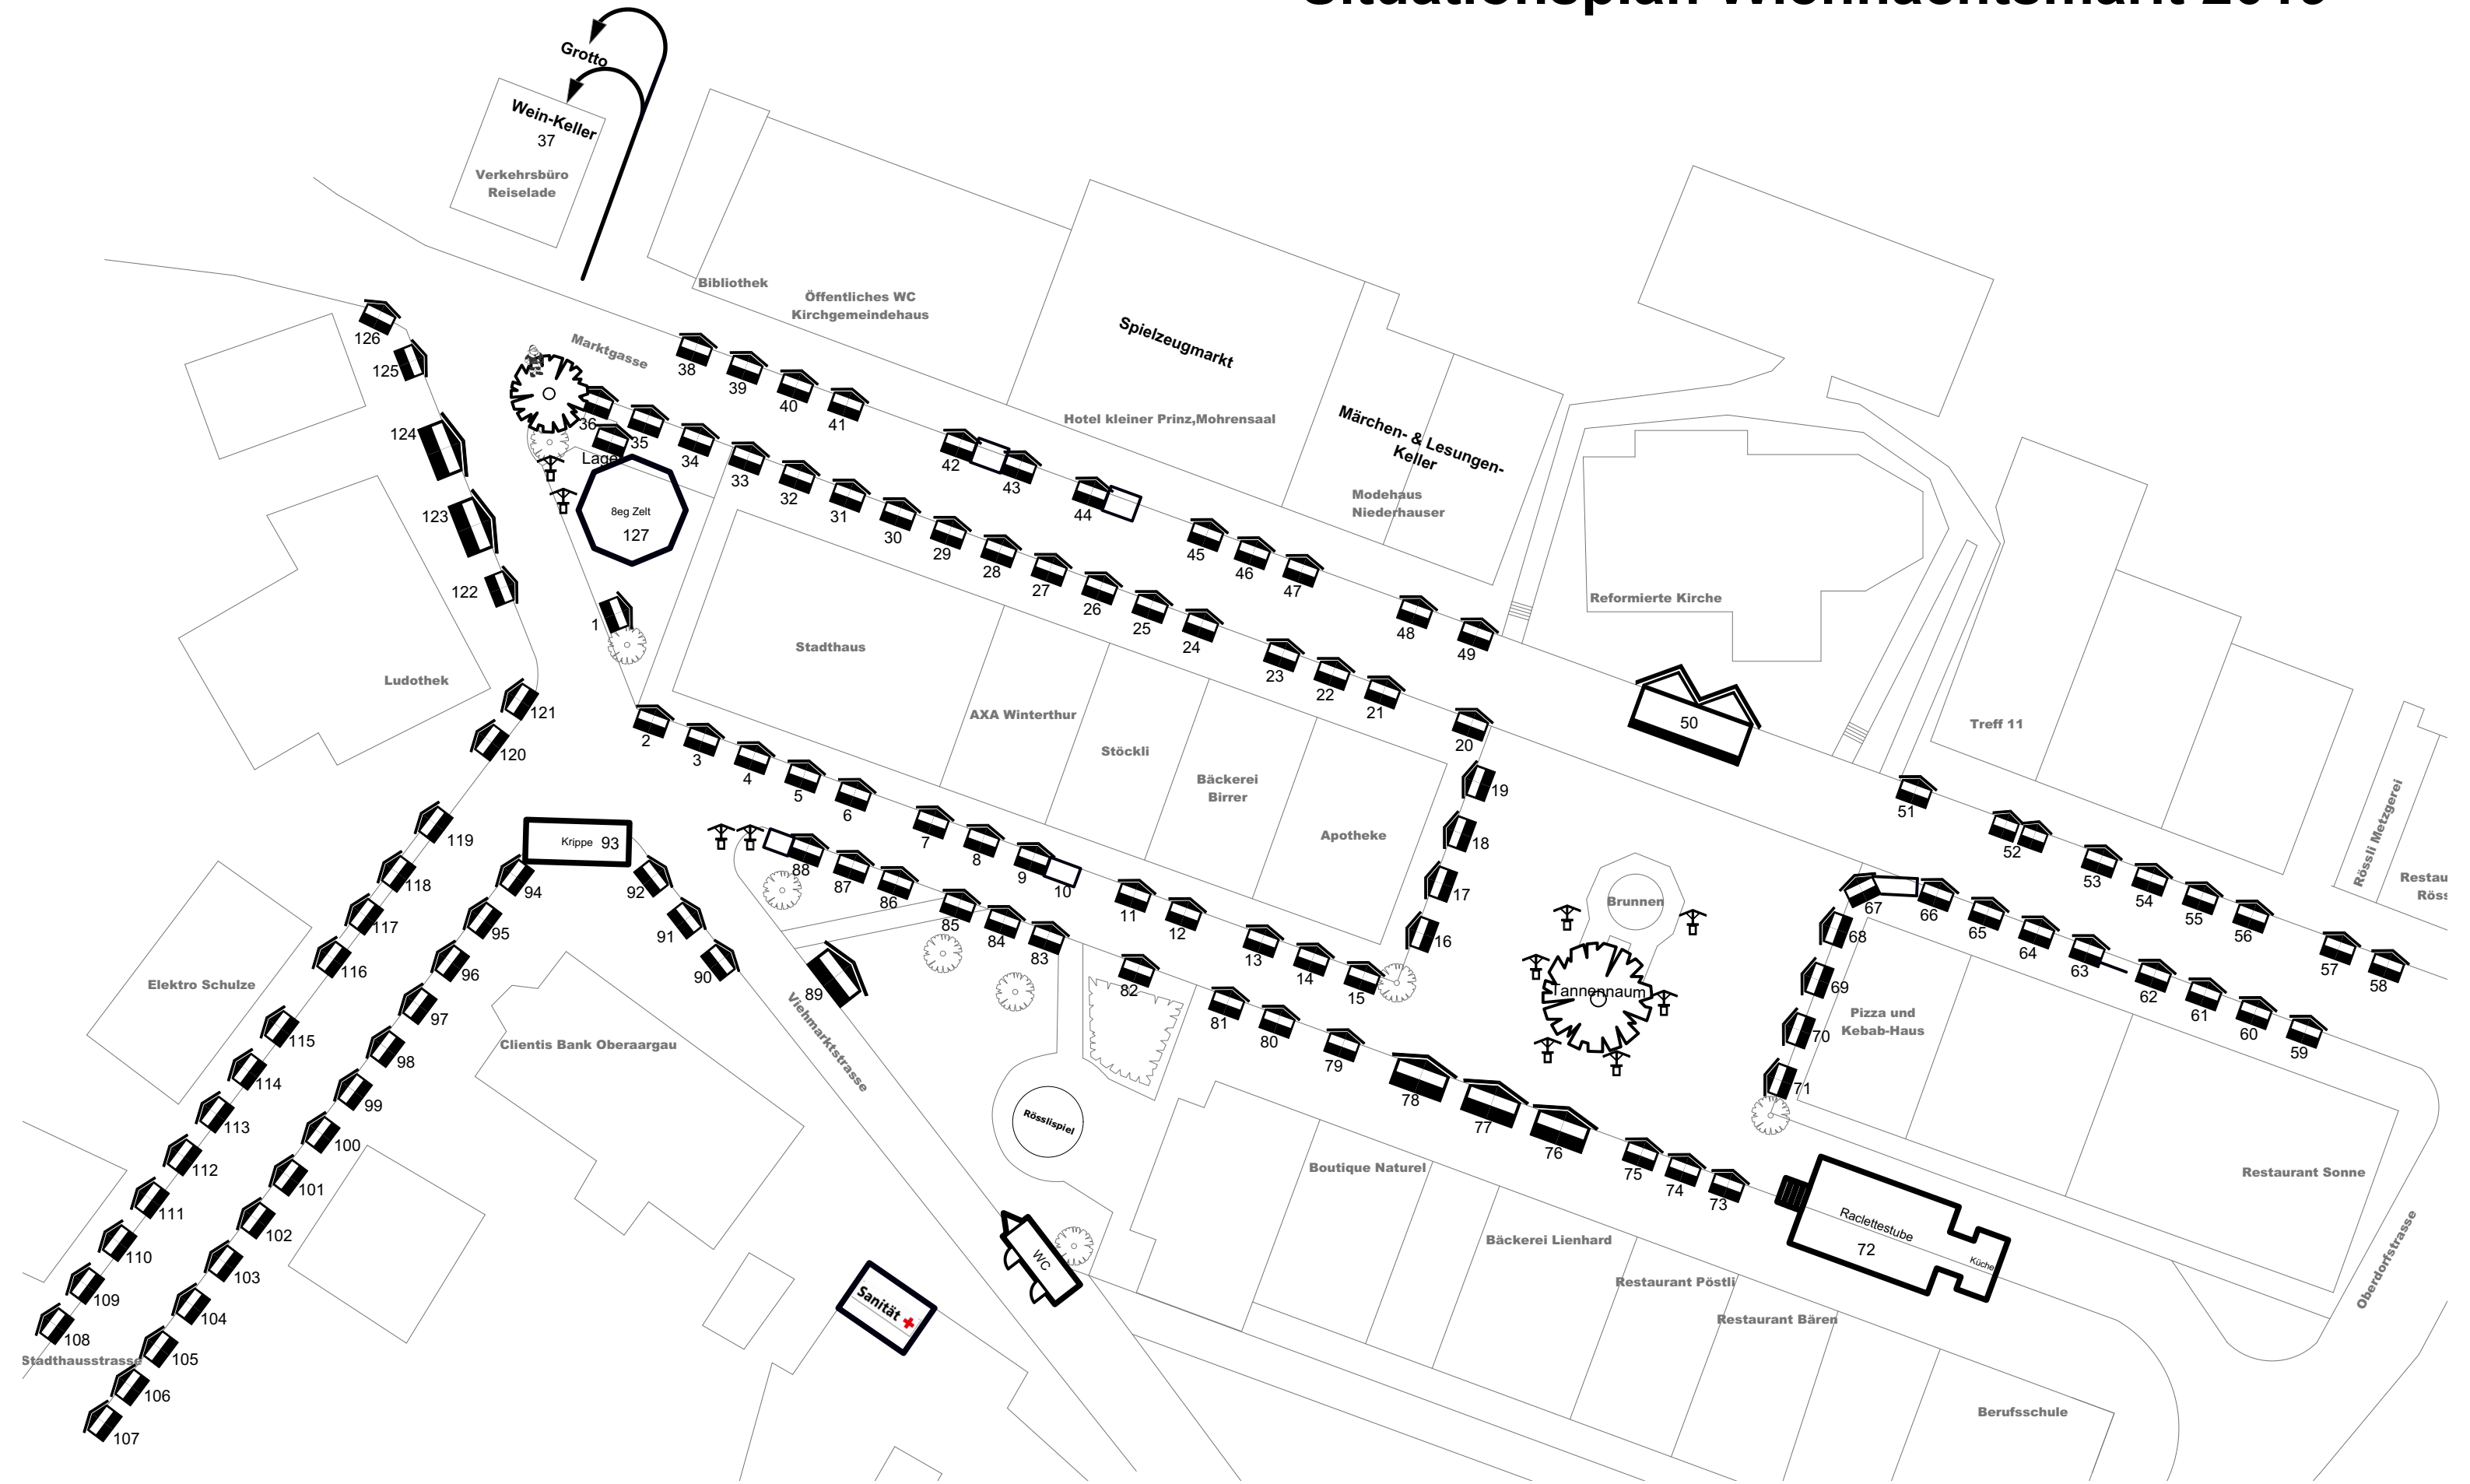 Situationsplan Wiehnachtsmärit 2019
Grotto
Wein-Keller
37
Verkehrsbüro
Reiselade
Bibliothek
Öffentliches WC
Kirchgemeindehaus
Marktgasse
Spielzeugmarkt
Hotel kleiner Prinz,Mohrensaal
Märchen- & Lesungen-
Keller
Modehaus
Niederhauser
Reformierte Kirche
Treff 11
Rössli Metzgerei
126
125
124
123
122
121
120
119
118
117
116
115
114
113
112
111
110
109
108
38
39
40
41
42
43
44
45
46
47
48
49
50
51
52
53
54
55
56
57
58
36
35
34
33
32
31
30
29
28
27
26
25
24
23
22
21
20
19
18
17
16
8eg Zelt
127
1
Stadthaus
AXA Winterthur
Stöckli
Bäckerei
Birrer
Apotheke
Ludothek
2
3
4
5
6
7
8
9
10
11
12
13
14
15
Krippe 93
94
95
96
97
98
99
100
101
102
103
104
105
106
107
92
91
90
89
88
87
86
85
84
83
82
81
80
79
78
77
76
75
74
73
Brunnen
Tannennaum
67
66
65
64
63
62
61
60
59
68
69
70
71
Pizza und
Kebab-Haus
Elektro Schulze
Clientis Bank Oberaargau
Viehmarktstrasse
Rösslispiel
Boutique Naturel
Bäckerei Lienhard
Restaurant Pöstli
Restaurant Bären
Raclettestube
72
Küche
Restaurant Sonne
Oberdorfstrasse
WC
Sanität
Stadthausstrasse
Berufsschule